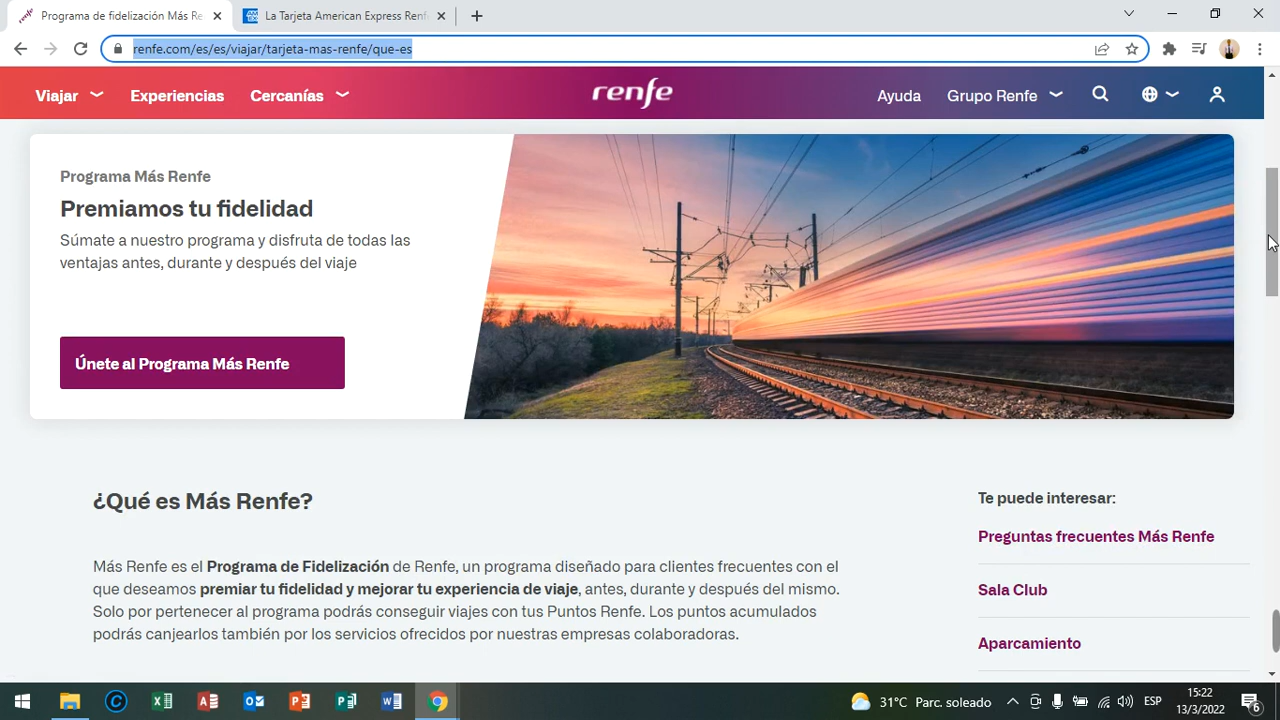 Programa de fidelización Más Re
La Tarjeta American Express Renf
renfe.com/es/es/viajar/tarjeta-mas-renfe/que-es
Viajar
Experiencias
Cercanías
renfe
Ayuda
Grupo Renfe
Programa Más Renfe
Premiamos tu fidelidad
Súmate a nuestro programa y disfruta de todas las
ventajas antes, durante y después del viaje
Únete al Programa Más Renfe
¿Qué es Más Renfe?
Más Renfe es el Programa de Fidelización de Renfe, un programa diseñado para clientes frecuentes con el
que deseamos premiar tu fidelidad y mejorar tu experiencia de viaje, antes, durante y después del mismo.
Solo por pertenecer al programa podrás conseguir viajes con tus Puntos Renfe. Los puntos acumulados
podrás canjearlos también por los servicios ofrecidos por nuestras empresas colaboradoras.
Te puede interesar:
Preguntas frecuentes Más Renfe
Sala Club
Aparcamiento
31°C Parc. soleado
ESP
15:22
13/3/2022
6